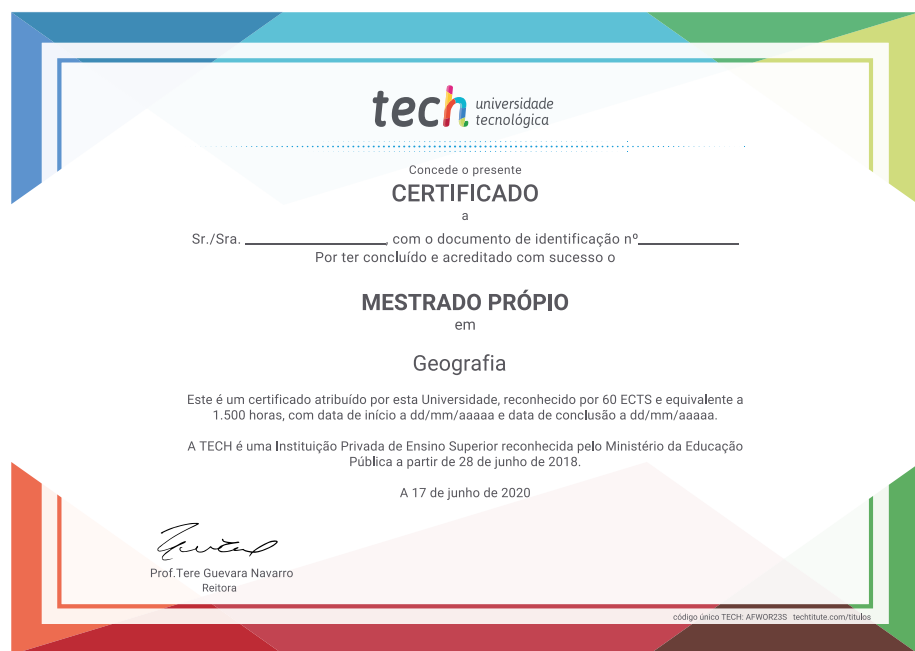 tech universidade
tecnológica
Concede o presente
CERTIFICADO
a
Sr./Sra. ____________________, com o documento de identificação nº______________
Por ter concluído e acreditado com sucesso o
MESTRADO PRÓPIO
em
Geografia
Este é um certificado atribuído por esta Universidade, reconhecido por 60 ECTS e equivalente a
1.500 horas, com data de início a dd/mm/aaaaa e data de conclusão a dd/mm/aaaaa.
A TECH é uma Instituição Privada de Ensino Superior reconhecida pelo Ministério da Educação
Pública a partir de 28 de junho de 2018.
A 17 de junho de 2020
Prof.Tere Guevara Navarro
Reitora
código único TECH: AFWOR23S techtitute.com/titulos